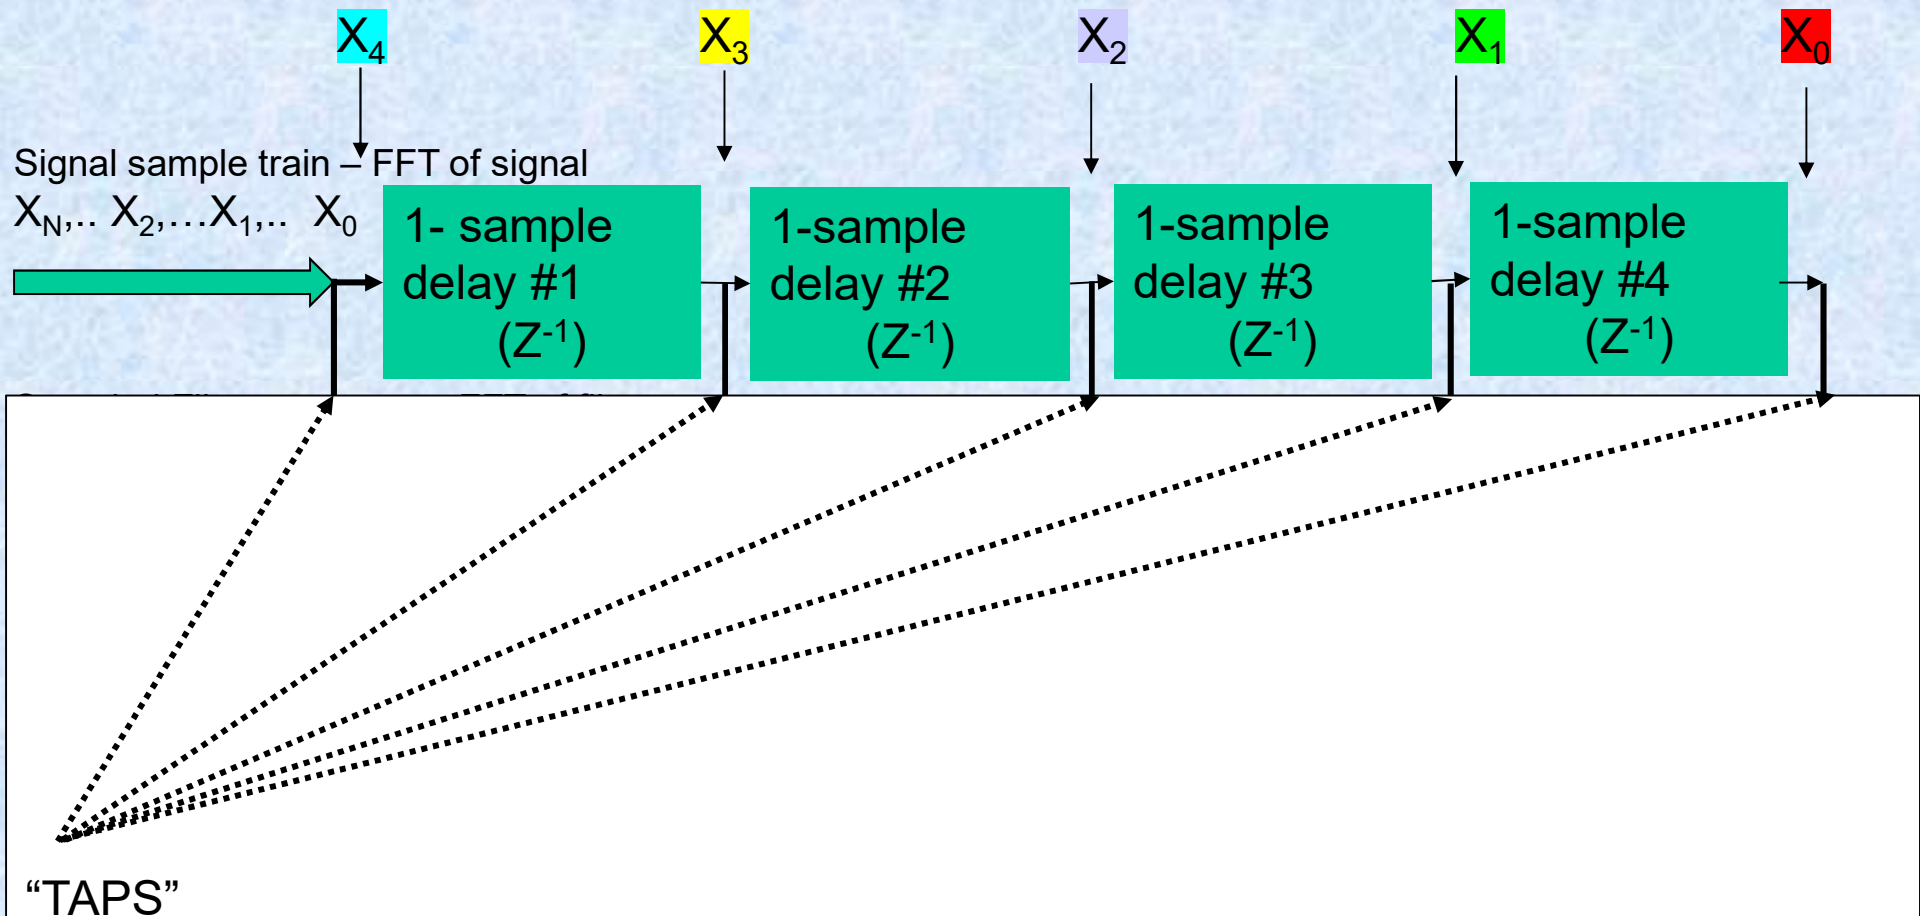 X₄ X₃ X₂ X₁ X₀
Signal sample train – FFT of signal
X_N,.. X₂,…X₁,.. X₀
1- sample
delay #1
(Z⁻¹)
1-sample
delay #2
(Z⁻¹)
1-sample
delay #3
(Z⁻¹)
1-sample
delay #4
(Z⁻¹)
“TAPS”